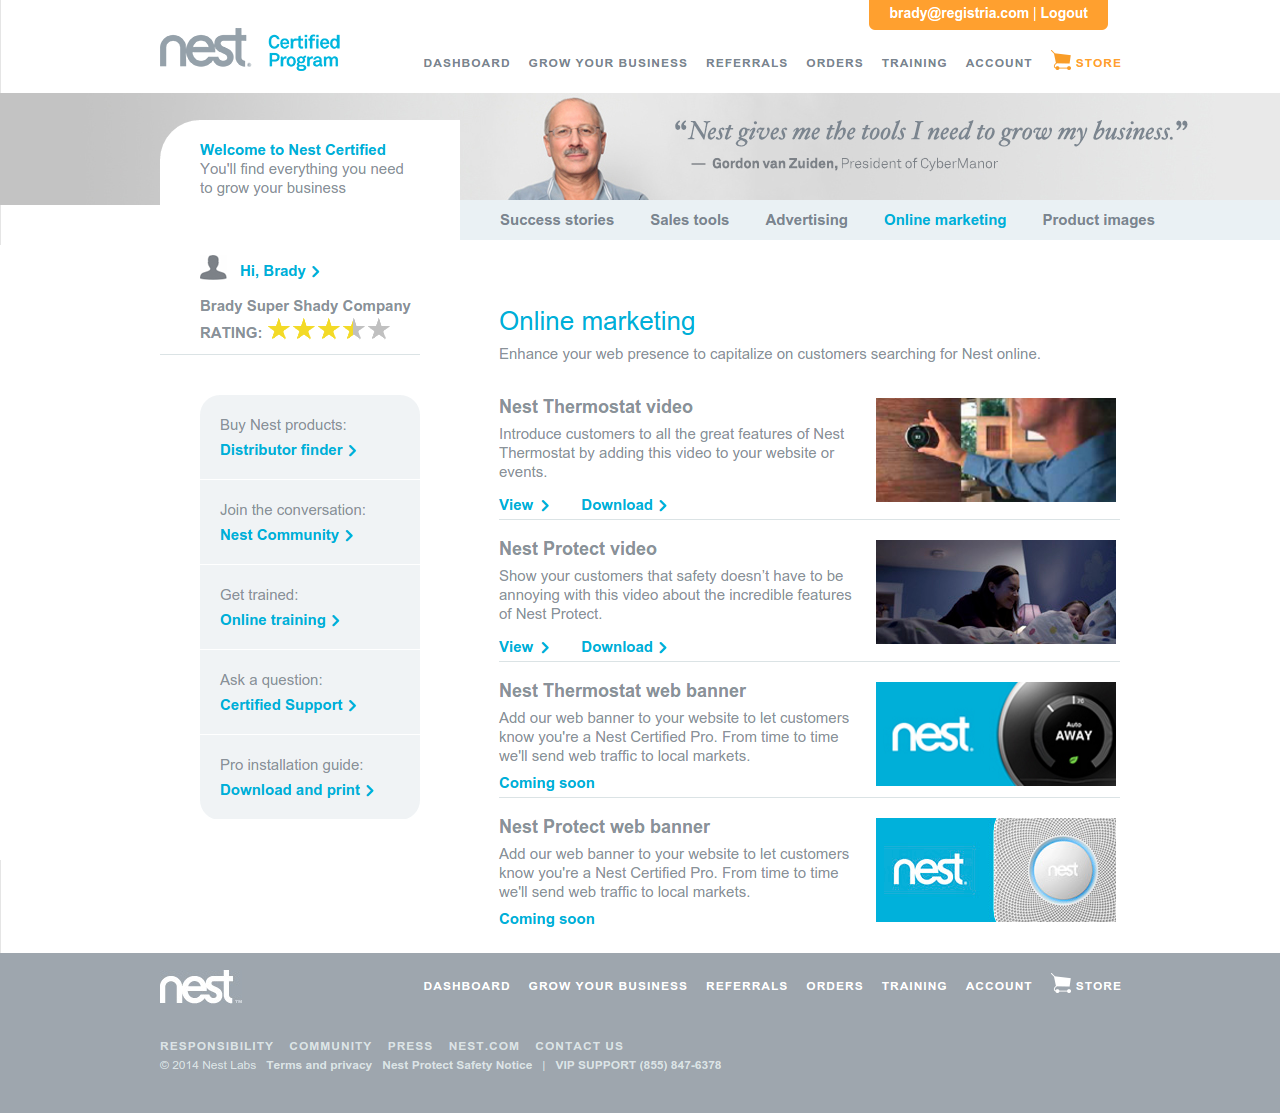 brady@registria.com | Logout
nest Certified Program
DASHBOARD GROW YOUR BUSINESS REFERRALS ORDERS TRAINING ACCOUNT STORE
Welcome to Nest Certified
You'll find everything you need
to grow your business
“Nest gives me the tools I need to grow my business.”
— Gordon van Zuiden, President of CyberManor
Success stories Sales tools Advertising Online marketing Product images
Hi, Brady
Brady Super Shady Company
RATING:
Buy Nest products:
Distributor finder
Join the conversation:
Nest Community
Get trained:
Online training
Ask a question:
Certified Support
Pro installation guide:
Download and print
Online marketing
Enhance your web presence to capitalize on customers searching for Nest online.
Nest Thermostat video
Introduce customers to all the great features of Nest
Thermostat by adding this video to your website or
events.
View Download
Nest Protect video
Show your customers that safety doesn’t have to be
annoying with this video about the incredible features
of Nest Protect.
View Download
Nest Thermostat web banner
Add our web banner to your website to let customers
know you're a Nest Certified Pro. From time to time
we'll send web traffic to local markets.
Coming soon
nest.
Auto
AWAY
Nest Protect web banner
Add our web banner to your website to let customers
know you're a Nest Certified Pro. From time to time
we'll send web traffic to local markets.
Coming soon
nest.
nest
nest™
DASHBOARD GROW YOUR BUSINESS REFERRALS ORDERS TRAINING ACCOUNT STORE
RESPONSIBILITY COMMUNITY PRESS NEST.COM CONTACT US
© 2014 Nest Labs Terms and privacy Nest Protect Safety Notice | VIP SUPPORT (855) 847-6378